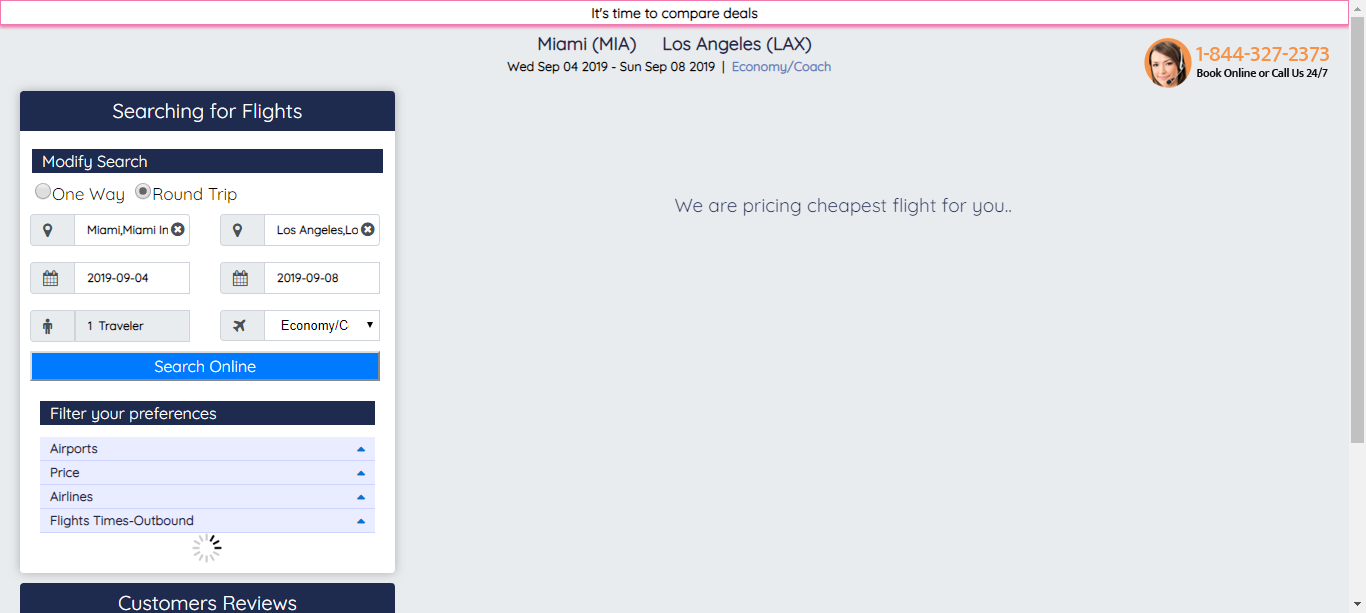 It's time to compare deals
Miami (MIA) Los Angeles (LAX)
Wed Sep 04 2019 - Sun Sep 08 2019 | Economy/Coach
1-844-327-2373
Book Online or Call Us 24/7
Searching for Flights
Modify Search
One Way Round Trip
Miami,Miami In Los Angeles,Lo
2019-09-04 2019-09-08
1 Traveler Economy/C
Search Online
Filter your preferences
Airports
Price
Airlines
Flights Times-Outbound
Customers Reviews
We are pricing cheapest flight for you..